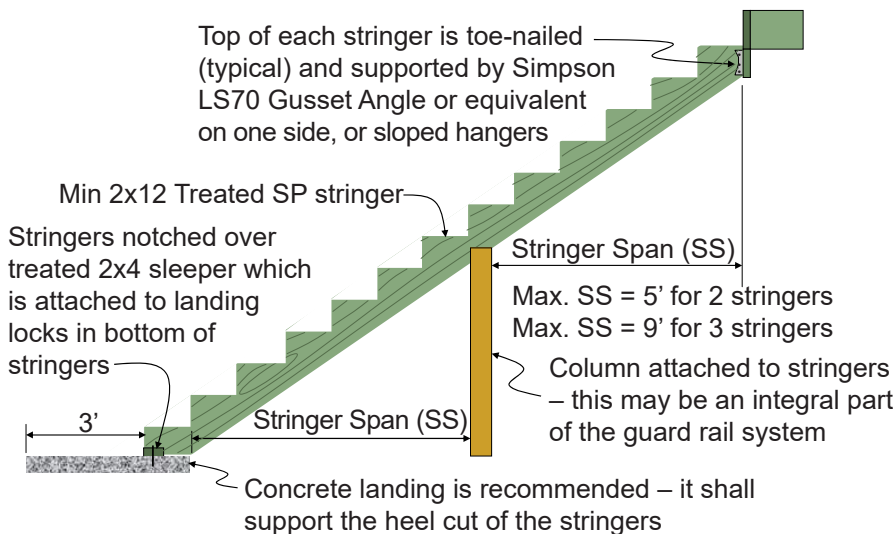 Top of each stringer is toe-nailed
(typical) and supported by Simpson
LS70 Gusset Angle or equivalent
on one side, or sloped hangers
Min 2x12 Treated SP stringer
Stringers notched over
treated 2x4 sleeper which
is attached to landing
locks in bottom of
stringers
Stringer Span (SS)
Max. SS = 5’ for 2 stringers
Max. SS = 9’ for 3 stringers
Column attached to stringers
– this may be an integral part
of the guard rail system
3’
Stringer Span (SS)
Concrete landing is recommended – it shall
support the heel cut of the stringers